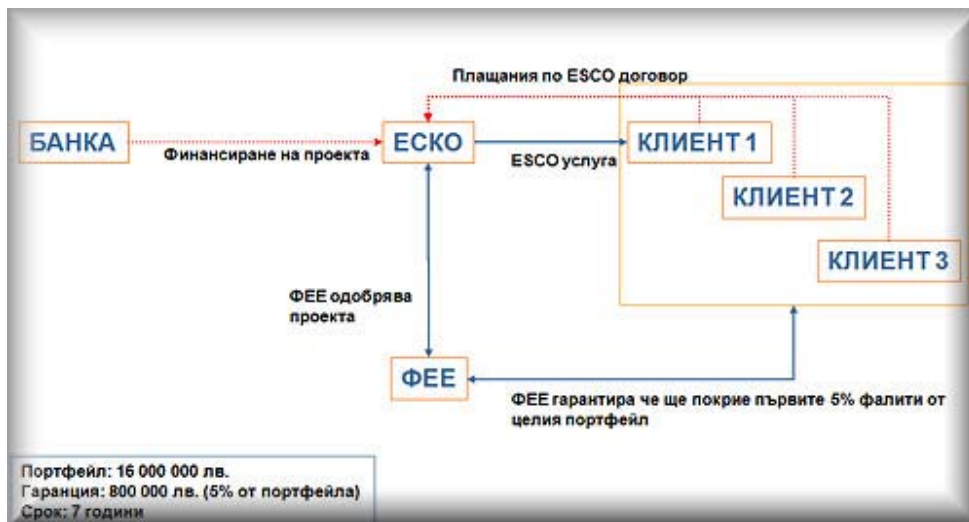 Плащания по ESCO договор
БАНКА
Финансиране на проекта
ЕСКО
ESCO услуга
КЛИЕНТ 1
КЛИЕНТ 2
КЛИЕНТ 3
ФЕЕ одобрява
проекта
ФЕЕ
ФЕЕ гарантира че ще покрие първите 5% фалити от
целия портфейл
Портфейл: 16 000 000 лв.
Гаранция: 800 000 лв. (5% от портфейла)
Срок: 7 години